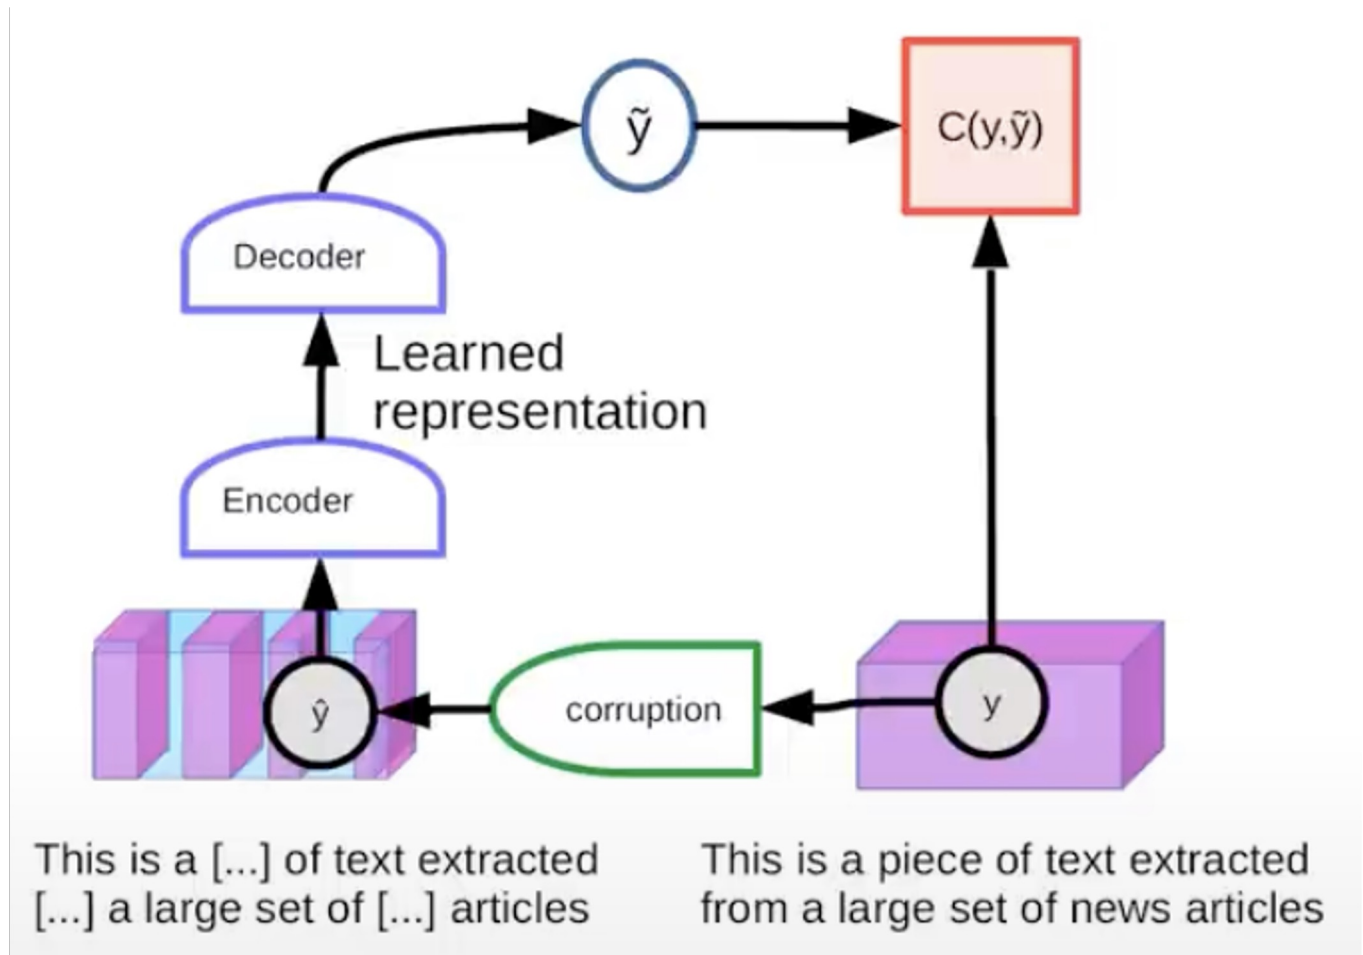 ỹ
C(y,ỹ)
Decoder
Learned
representation
Encoder
ŷ
corruption
y
This is a [...] of text extracted
[...] a large set of [...] articles
This is a piece of text extracted
from a large set of news articles